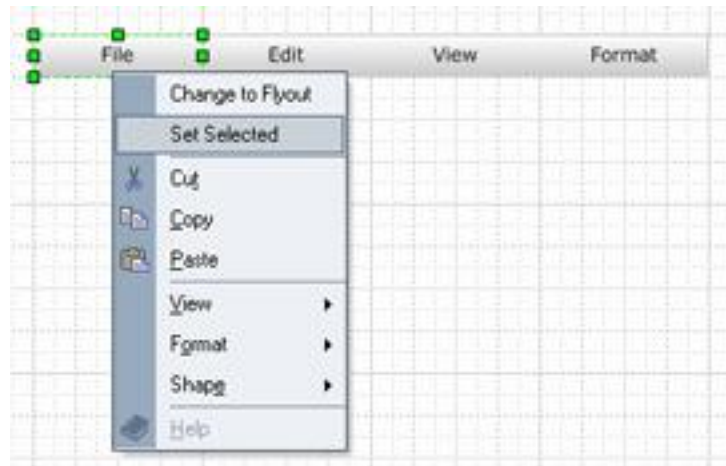 File Edit View Format
Change to Flyout
Set Selected
Cut
Copy
Paste
View
Format
Shape
Help